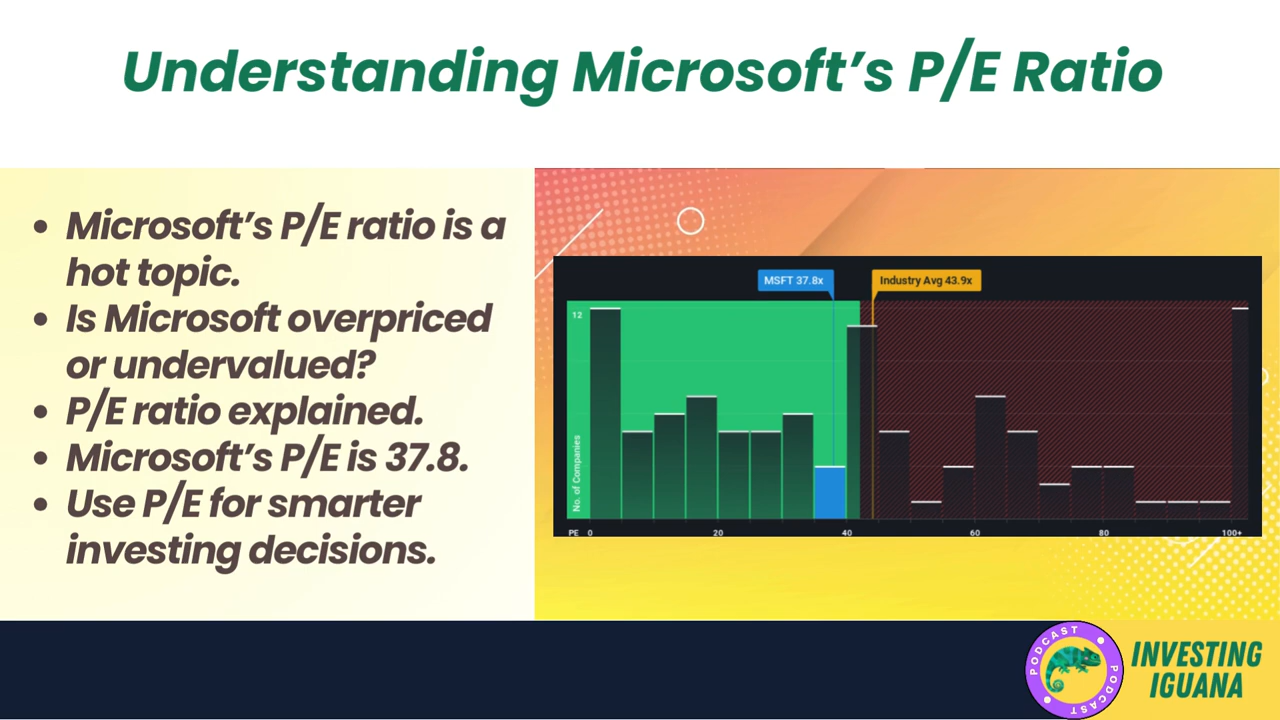 Understanding Microsoft’s P/E Ratio
• Microsoft’s P/E ratio is a
hot topic.
• Is Microsoft overpriced
or undervalued?
• P/E ratio explained.
• Microsoft’s P/E is 37.8.
• Use P/E for smarter
investing decisions.
MSFT 37.8x
Industry Avg 43.9x
12
No. of Companies
PE 0 20 40 60 80 100+
PODCAST
PODCAST
PODCAST
INVESTING
IGUANA